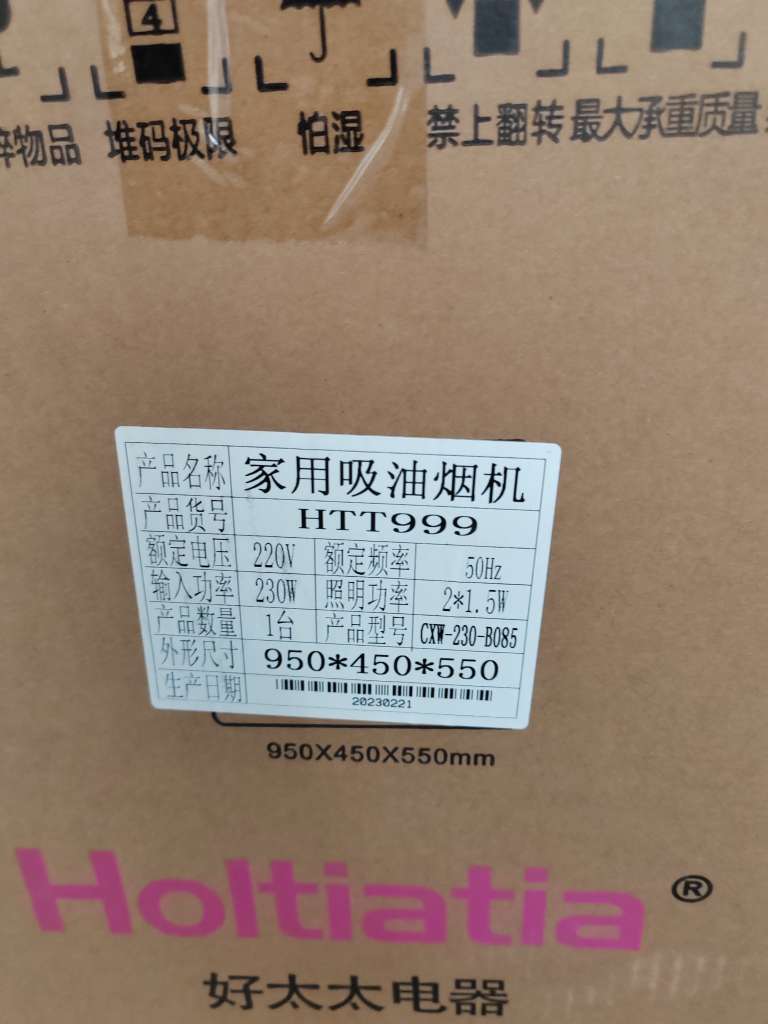 4
碎物品 堆码极限 怕湿 禁止翻转 最大承重质量
产品名称 家用吸油烟机
产品货号 HTT999
额定电压 220V 额定频率 50Hz
输入功率 230W 照明功率 2*1.5W
产品数量 1台 产品型号 CXW-230-B085
外形尺寸 950*450*550
生产日期
20230221
950X450X550mm
Holtiatia ®
好太太电器